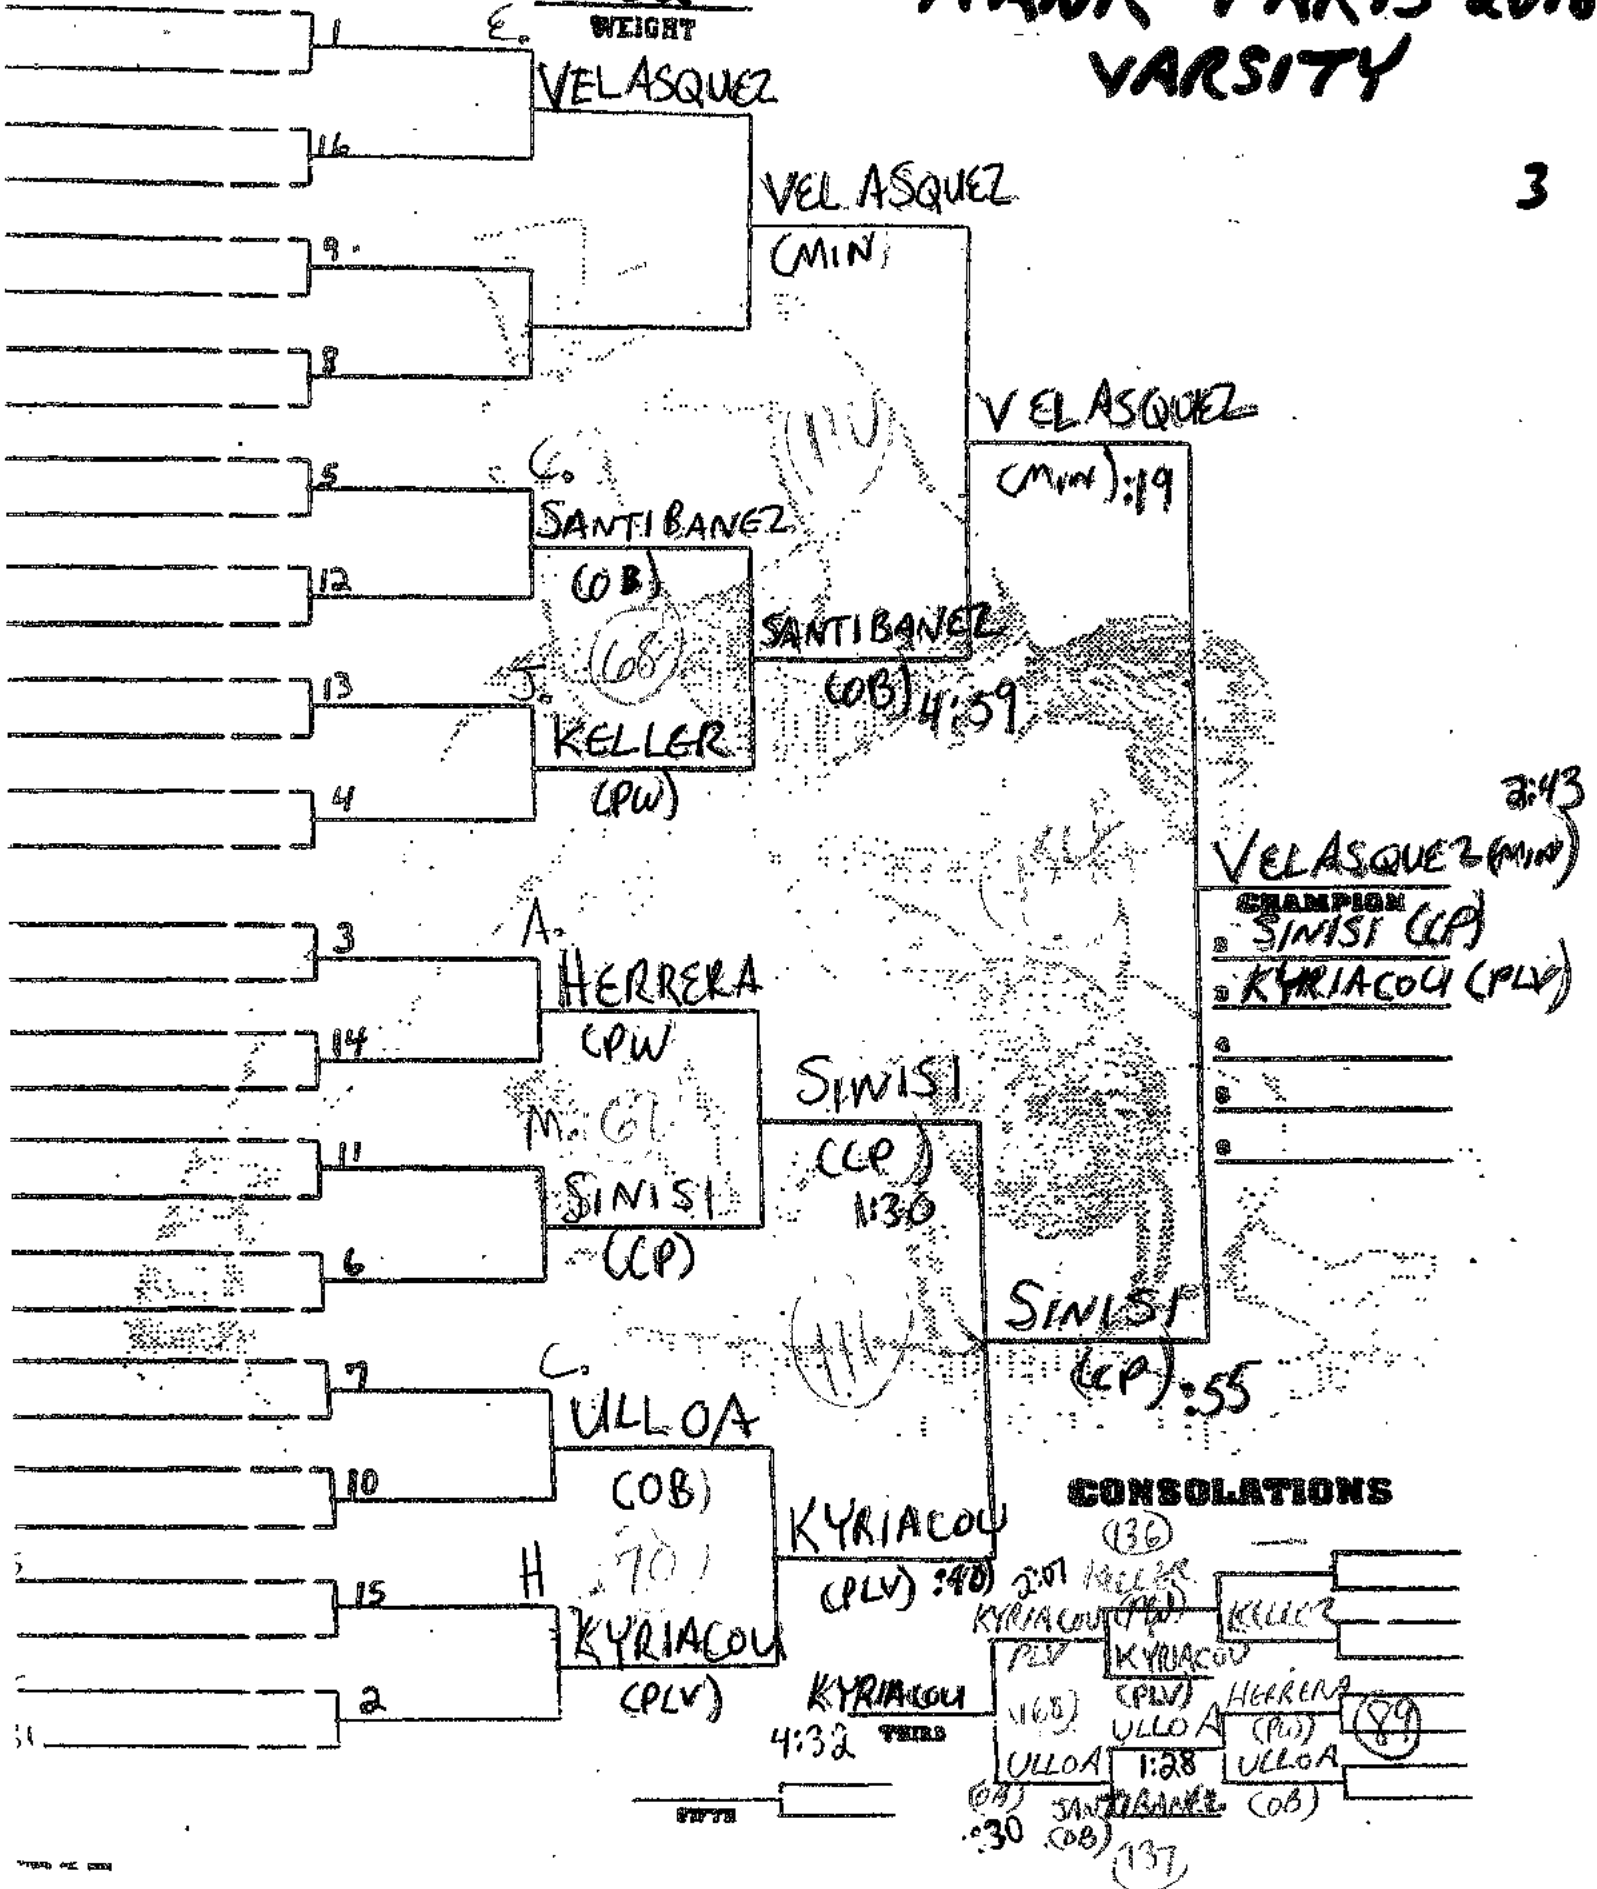 WEIGHT
VARSITY
3
1
E.
VELASQUEZ
16
VELASQUEZ
(MIN)
9
8
VELASQUEZ
(MIN) :19
5
C.
SANTIBANEZ
(OB)
12
68
SANTIBANEZ
(OB) 4:59
13
J.
KELLER
(PW)
4
2:43
VELASQUEZ (MIN)
CHAMPION
SINISI (CP)
KYRIACOU (PLV)
3
A.
HERRERA
(PW
14
SINISI
(CP)
1:30
M.
11
SINISI
(CP)
6
SINISI
(CP) :55
111
7
C.
ULLOA
(OB)
10
70
KYRIACOU
(PLV) :40
15
H
KYRIACOU
(PLV)
2
CONSOLATIONS
136
2:07
KELLER
(PW)
KYRIACOU
PLV
KELLER
KYRIACOU
(PLV)
KYRIACOU
THIRD
4:32
168
HERRERA
(PW)
89
ULLOA
1:28
ULLOA
(OB)
ULLOA
(OB)
:30
SANTIBANEZ
(OB)
137
FIFTH